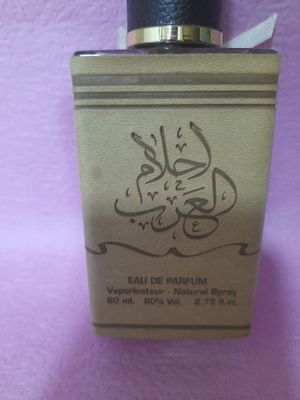 احلام
العرب
EAU DE PARFUM
Vaporisateur - Natural Spray
80 ml. 80% Vol. 2.72 fl. oz.